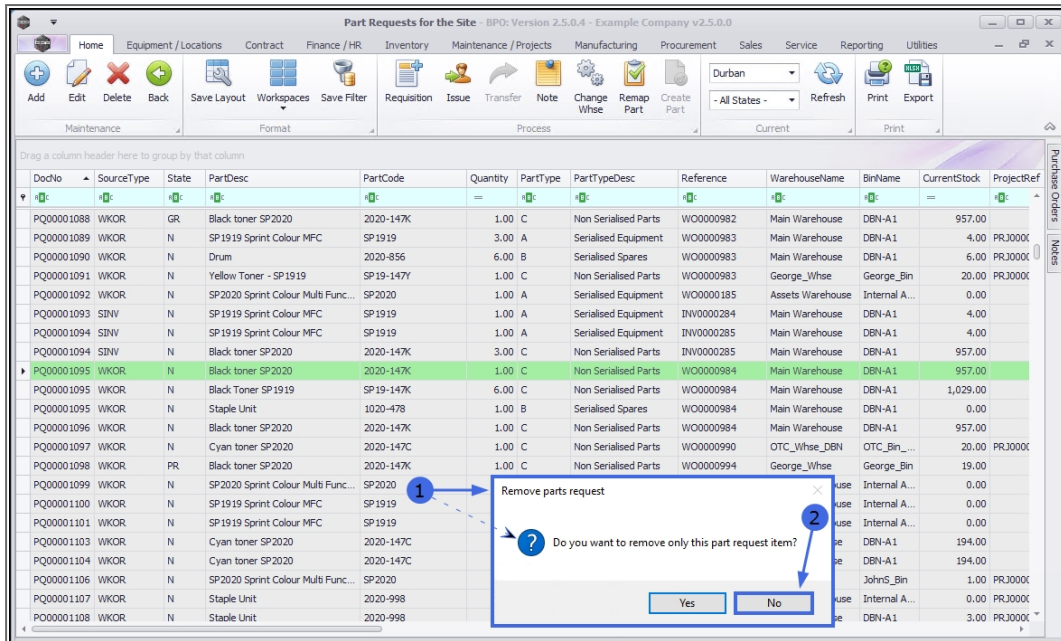 Part Requests for the Site - BPO: Version 2.5.0.4 - Example Company v2.5.0.0
Home Equipment / Locations Contract Finance / HR Inventory Maintenance / Projects Manufacturing Procurement Sales Service Reporting Utilities
Add Edit Delete Back Save Layout Workspaces Save Filter Requisition Issue Transfer Note Change Whse Remap Part Create Part Durban - All States - Refresh Print Export
Maintenance Format Process Current Print
Drag a column header here to group by that column
DocNo SourceType State PartDesc PartCode Quantity PartType PartTypeDesc Reference WarehouseName BinName CurrentStock ProjectRef
PQ00001088 WKOR GR Black toner SP2020 2020-147K 1.00 C Non Serialised Parts WO0000982 Main Warehouse DBN-A1 957.00
PQ00001089 WKOR N SP1919 Sprint Colour MFC SP1919 3.00 A Serialised Equipment WO0000983 Main Warehouse DBN-A1 4.00 PRJ0000
PQ00001090 WKOR N Drum 2020-856 6.00 B Serialised Spares WO0000983 Main Warehouse DBN-A1 6.00 PRJ0000
PQ00001091 WKOR N Yellow Toner - SP1919 SP19-147Y 1.00 C Non Serialised Parts WO0000983 George_Whse George_Bin 20.00 PRJ0000
PQ00001092 WKOR N SP2020 Sprint Colour Multi Func... SP2020 1.00 A Serialised Equipment WO0000185 Assets Warehouse Internal A... 0.00
PQ00001093 SINV N SP1919 Sprint Colour MFC SP1919 1.00 A Serialised Equipment INV0000284 Main Warehouse DBN-A1 4.00
PQ00001094 SINV N SP1919 Sprint Colour MFC SP1919 1.00 A Serialised Equipment INV0000285 Main Warehouse DBN-A1 4.00
PQ00001094 SINV N Black toner SP2020 2020-147K 3.00 C Non Serialised Parts INV0000285 Main Warehouse DBN-A1 957.00
PQ00001095 WKOR N Black toner SP2020 2020-147K 1.00 C Non Serialised Parts WO0000984 Main Warehouse DBN-A1 957.00
PQ00001095 WKOR N Black Toner SP1919 SP19-147K 6.00 C Non Serialised Parts WO0000984 Main Warehouse DBN-A1 1,029.00
PQ00001095 WKOR N Staple Unit 1020-478 1.00 B Serialised Spares WO0000984 Main Warehouse DBN-A1 0.00
PQ00001096 WKOR N Black toner SP2020 2020-147K 1.00 C Non Serialised Parts WO0000984 Main Warehouse DBN-A1 957.00
PQ00001097 WKOR N Cyan toner SP2020 2020-147C 1.00 C Non Serialised Parts WO0000990 OTC_Whse_DBN OTC_Bin_... 20.00 PRJ0000
PQ00001098 WKOR PR Black toner SP2020 2020-147K 1.00 C Non Serialised Parts WO0000994 George_Whse George_Bin 19.00
PQ00001099 WKOR N SP2020 Sprint Colour Multi Func... SP2020 use Internal A... 0.00
PQ00001100 WKOR N SP1919 Sprint Colour MFC SP1919 use Internal A... 0.00
PQ00001101 WKOR N SP1919 Sprint Colour MFC SP1919 use Internal A... 0.00
PQ00001103 WKOR N Cyan toner SP2020 2020-147C se DBN-A1 194.00
PQ00001104 WKOR N Cyan toner SP2020 2020-147C se DBN-A1 194.00
PQ00001106 WKOR N SP2020 Sprint Colour Multi Func... SP2020 JohnS_Bin 1.00 PRJ0000
PQ00001107 WKOR N Staple Unit 2020-998 use Internal A... 0.00 PRJ0000
PQ00001108 WKOR N Staple Unit 2020-998 se DBN-A1 3.00 PRJ0000
1
Remove parts request
2
Do you want to remove only this part request item?
Yes No
Purchase Orders
Notes